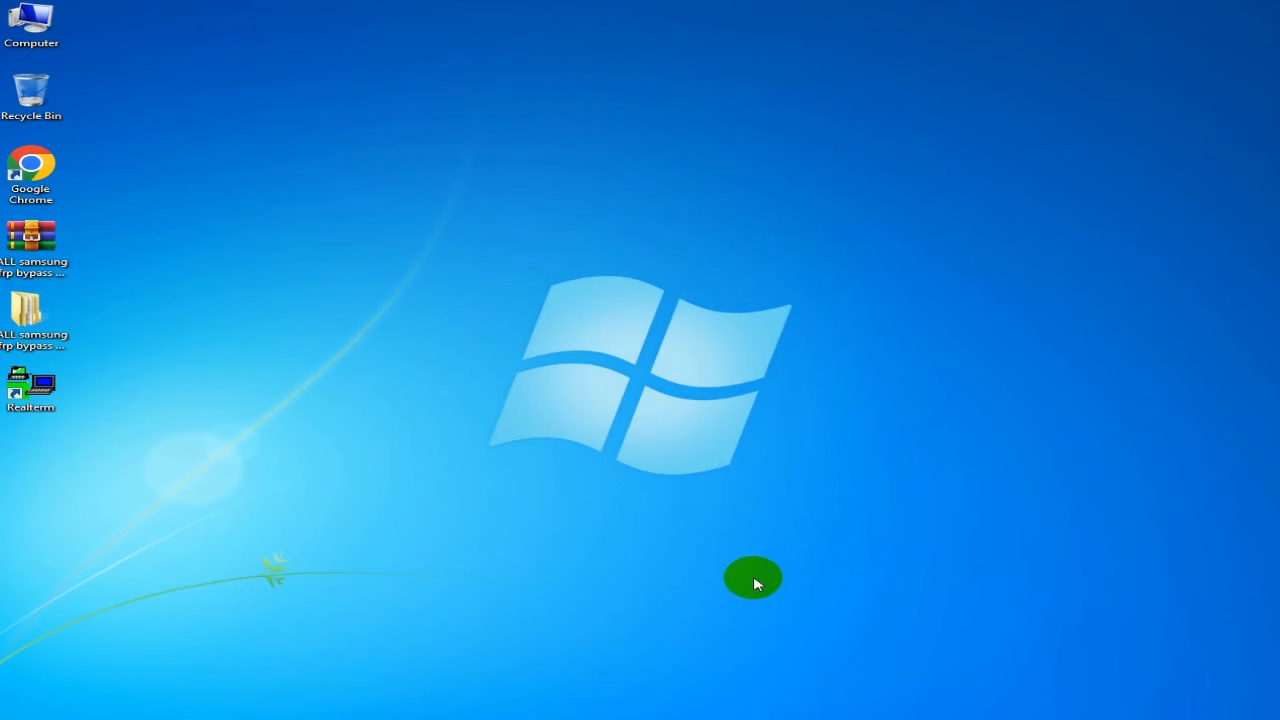 Computer
Recycle Bin
Google
Chrome
ALL samsung
frp bypass ...
ALL samsung
frp bypass ...
Realterm